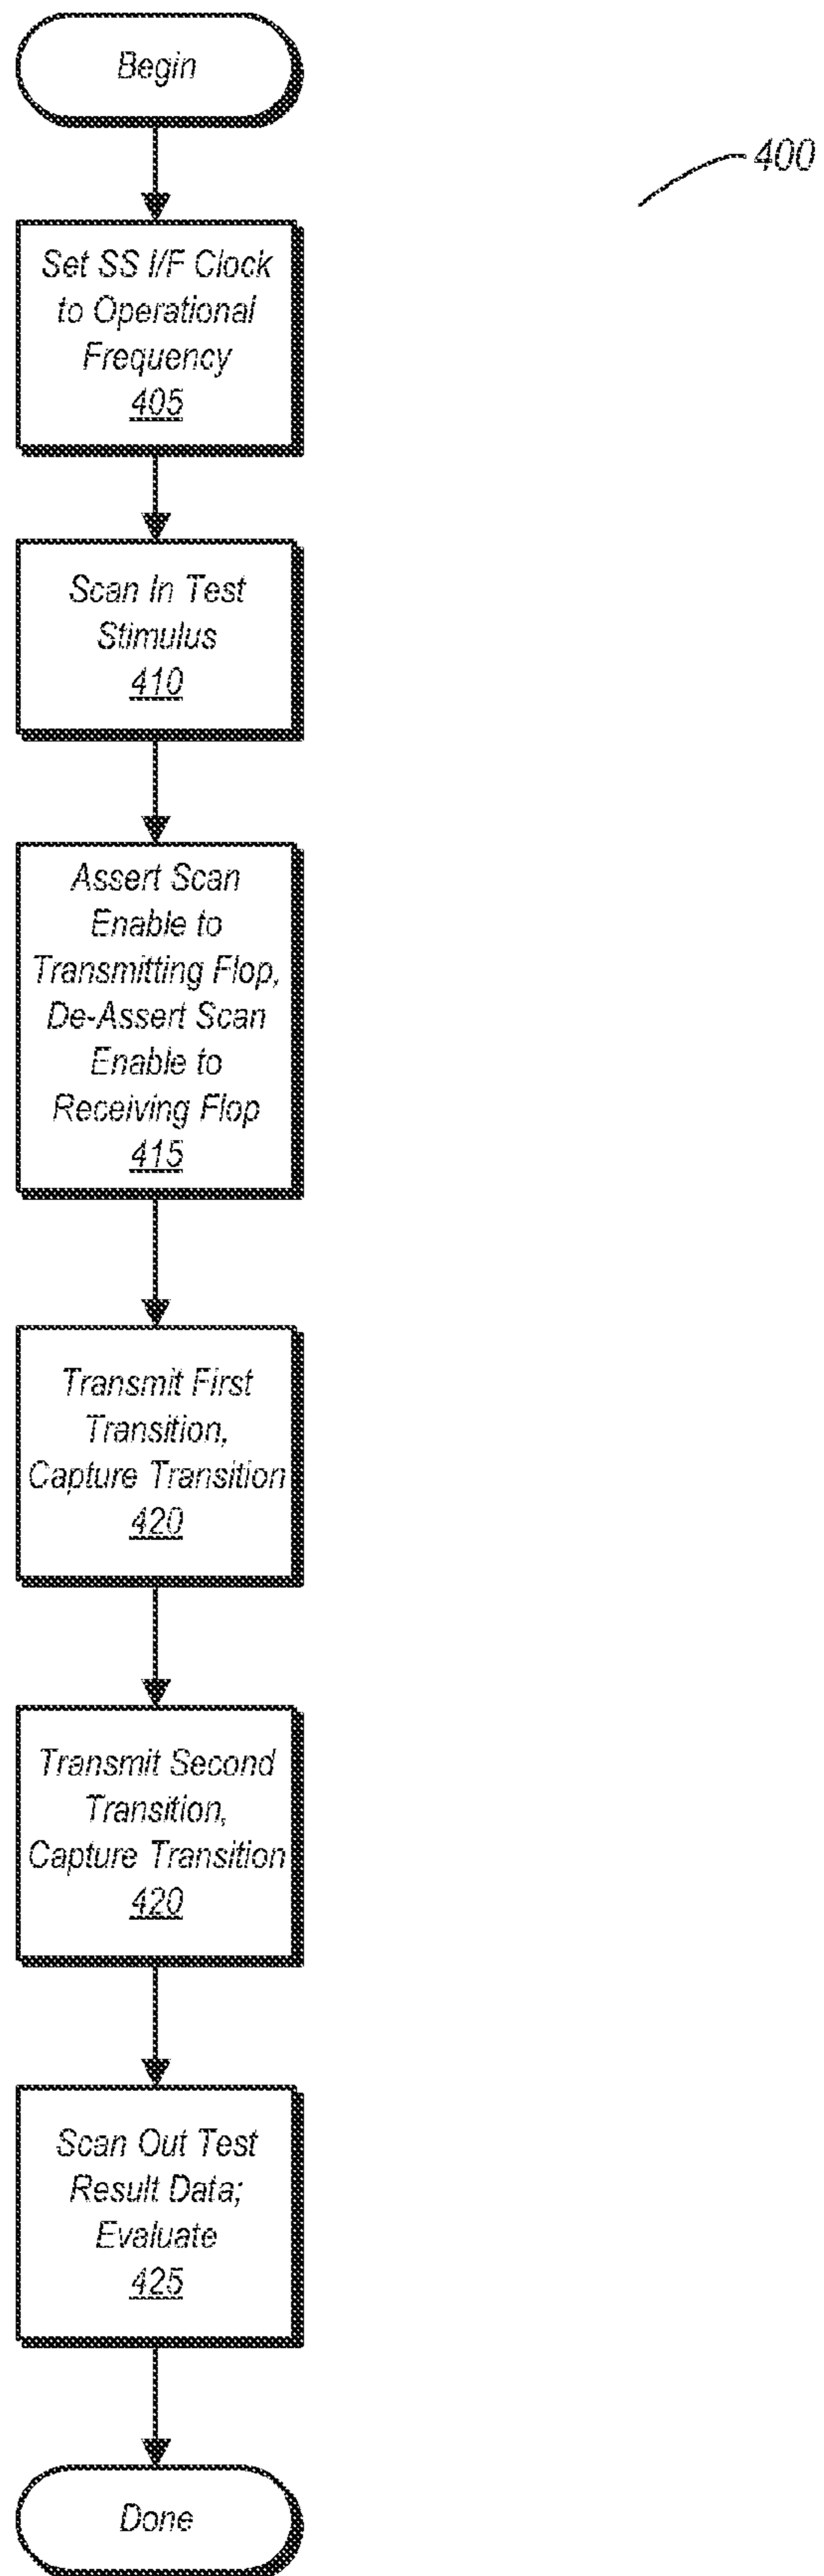 Begin
400
Set SS I/F Clock
to Operational
Frequency
405
Scan In Test
Stimulus
410
Assert Scan
Enable to
Transmitting Flop,
De-Assert Scan
Enable to
Receiving Flop
415
Transmit First
Transition,
Capture Transition
420
Transmit Second
Transition,
Capture Transition
420
Scan Out Test
Result Data;
Evaluate
425
Done